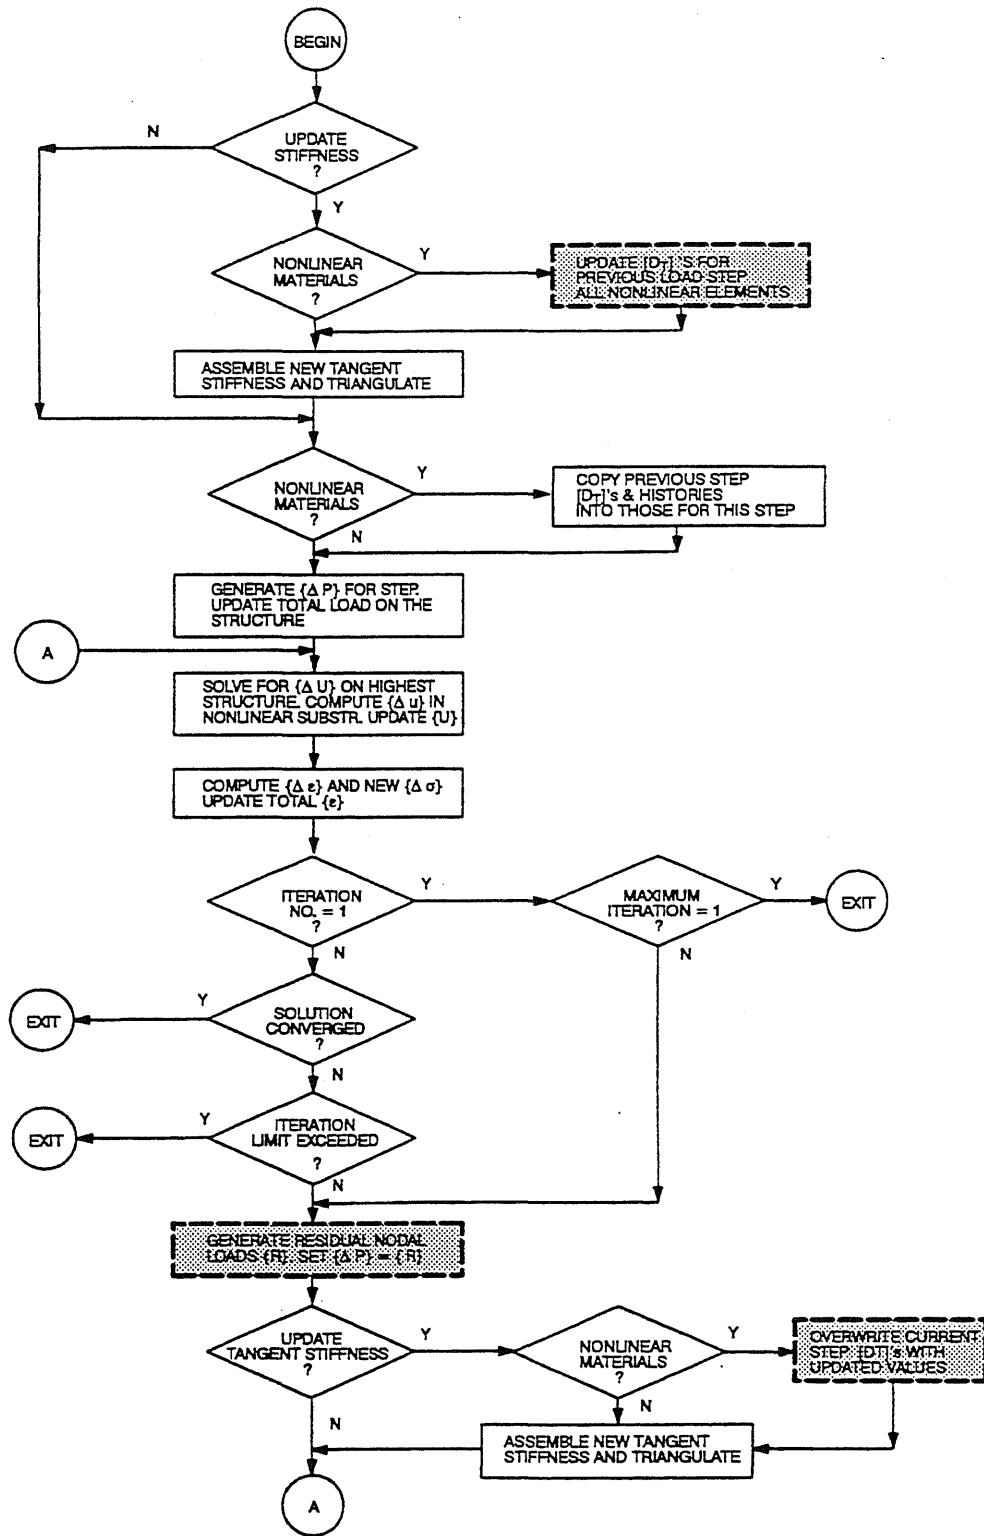 BEGIN
N
UPDATE
STIFFNESS
?
Y
NONLINEAR
MATERIALS
?
Y
UPDATE [DT] 'S FOR
PREVIOUS LOAD STEP
ALL NONLINEAR ELEMENTS
ASSEMBLE NEW TANGENT
STIFFNESS AND TRIANGULATE
NONLINEAR
MATERIALS
?
Y
COPY PREVIOUS STEP
[DT]'s & HISTORIES
INTO THOSE FOR THIS STEP
N
GENERATE {Δ P} FOR STEP.
UPDATE TOTAL LOAD ON THE
STRUCTURE
A
SOLVE FOR {Δ U} ON HIGHEST
STRUCTURE. COMPUTE {Δ u} IN
NONLINEAR SUBSTR. UPDATE {U}
COMPUTE {Δ ε} AND NEW {Δ σ}
UPDATE TOTAL {ε}
ITERATION
NO. = 1
?
Y
MAXIMUM
ITERATION = 1
?
Y
EXIT
N
N
EXIT
Y
SOLUTION
CONVERGED
?
N
EXIT
Y
ITERATION
LIMIT EXCEEDED
?
N
GENERATE RESIDUAL NODAL
LOADS {R}. SET {Δ P} = { R}
UPDATE
TANGENT STIFFNESS
?
Y
NONLINEAR
MATERIALS
?
Y
OVERWRITE CURRENT
STEP [DT]'s WITH
UPDATED VALUES
N
N
ASSEMBLE NEW TANGENT
STIFFNESS AND TRIANGULATE
A